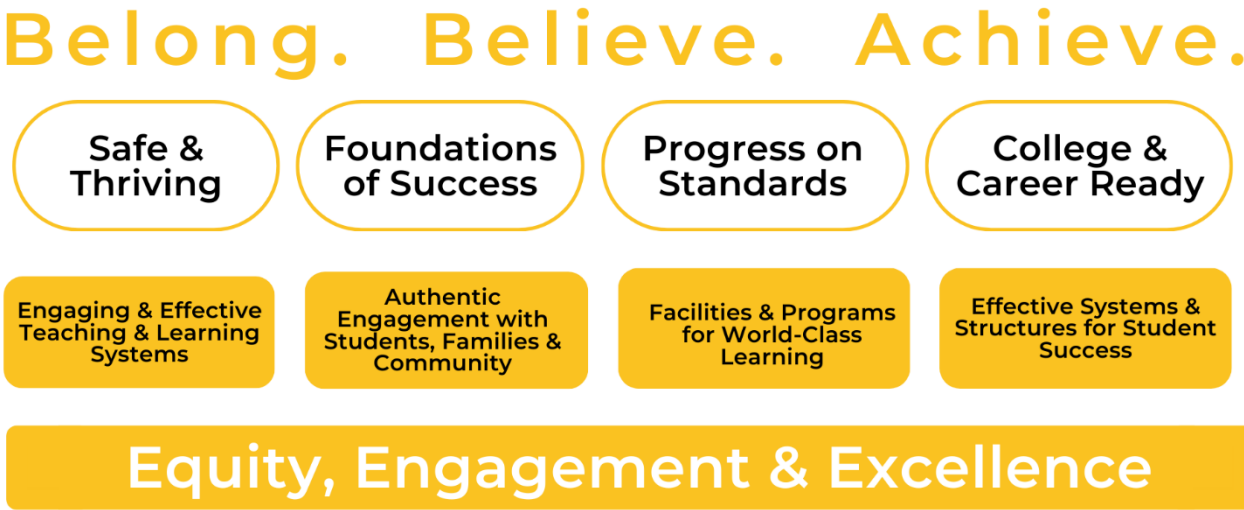 Belong. Believe. Achieve.
Safe &
Thriving
Foundations
of Success
Progress on
Standards
College &
Career Ready
Engaging & Effective
Teaching & Learning
Systems
Authentic
Engagement with
Students, Families &
Community
Facilities & Programs
for World-Class
Learning
Effective Systems &
Structures for Student
Success
Equity, Engagement & Excellence